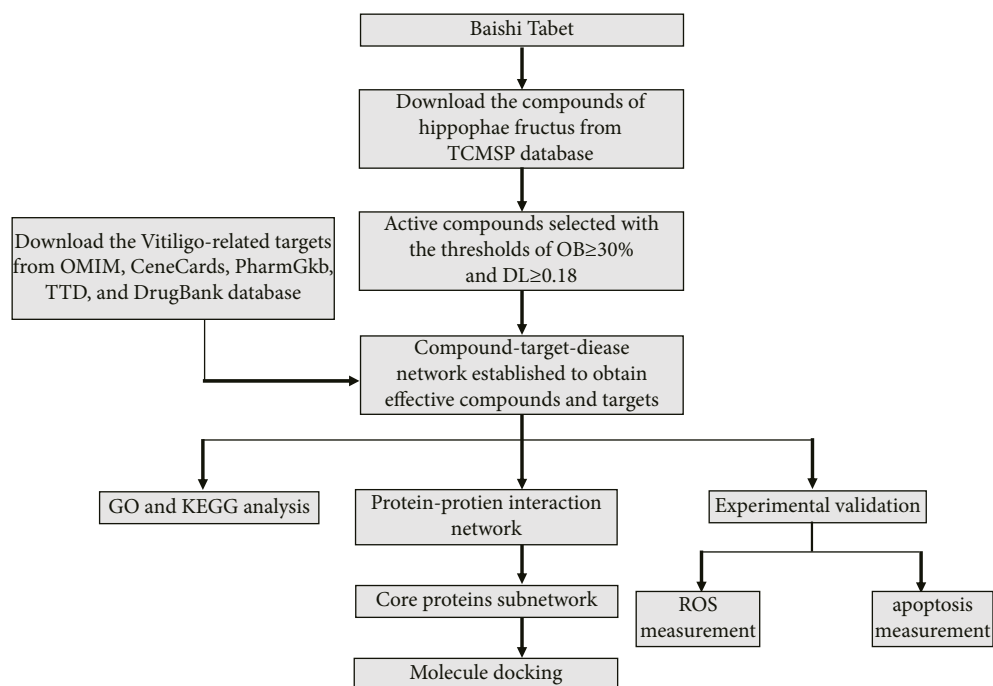 Baishi Tabet
Download the compounds of
hippophae fructus from
TCMSP database
Active compounds selected with
the thresholds of OB≥30%
and DL≥0.18
Download the Vitiligo-related targets
from OMIM, CeneCards, PharmGkb,
TTD, and DrugBank database
Compound-target-diease
network established to obtain
effective compounds and targets
GO and KEGG analysis
Protein-protien interaction
network
Experimental validation
Core proteins subnetwork
ROS
measurement
apoptosis
measurement
Molecule docking